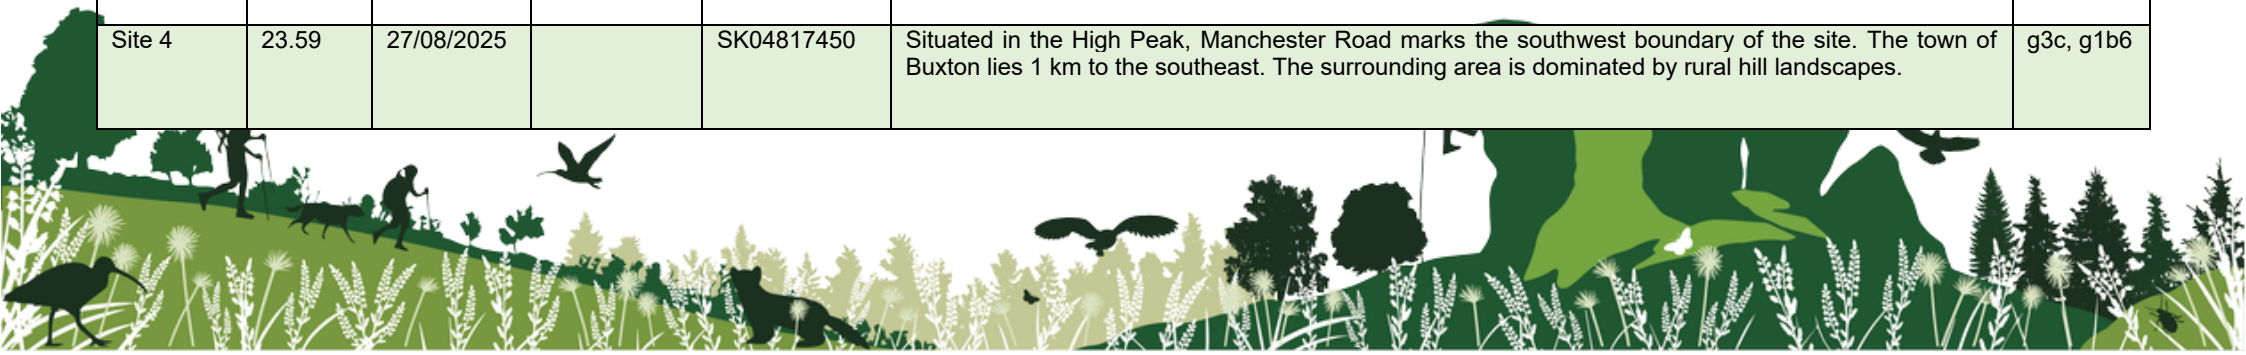 Site 4 23.59 27/08/2025 SK04817450 Situated in the High Peak, Manchester Road marks the southwest boundary of the site. The town of g3c, g1b6
Buxton lies 1 km to the southeast. The surrounding area is dominated by rural hill landscapes.